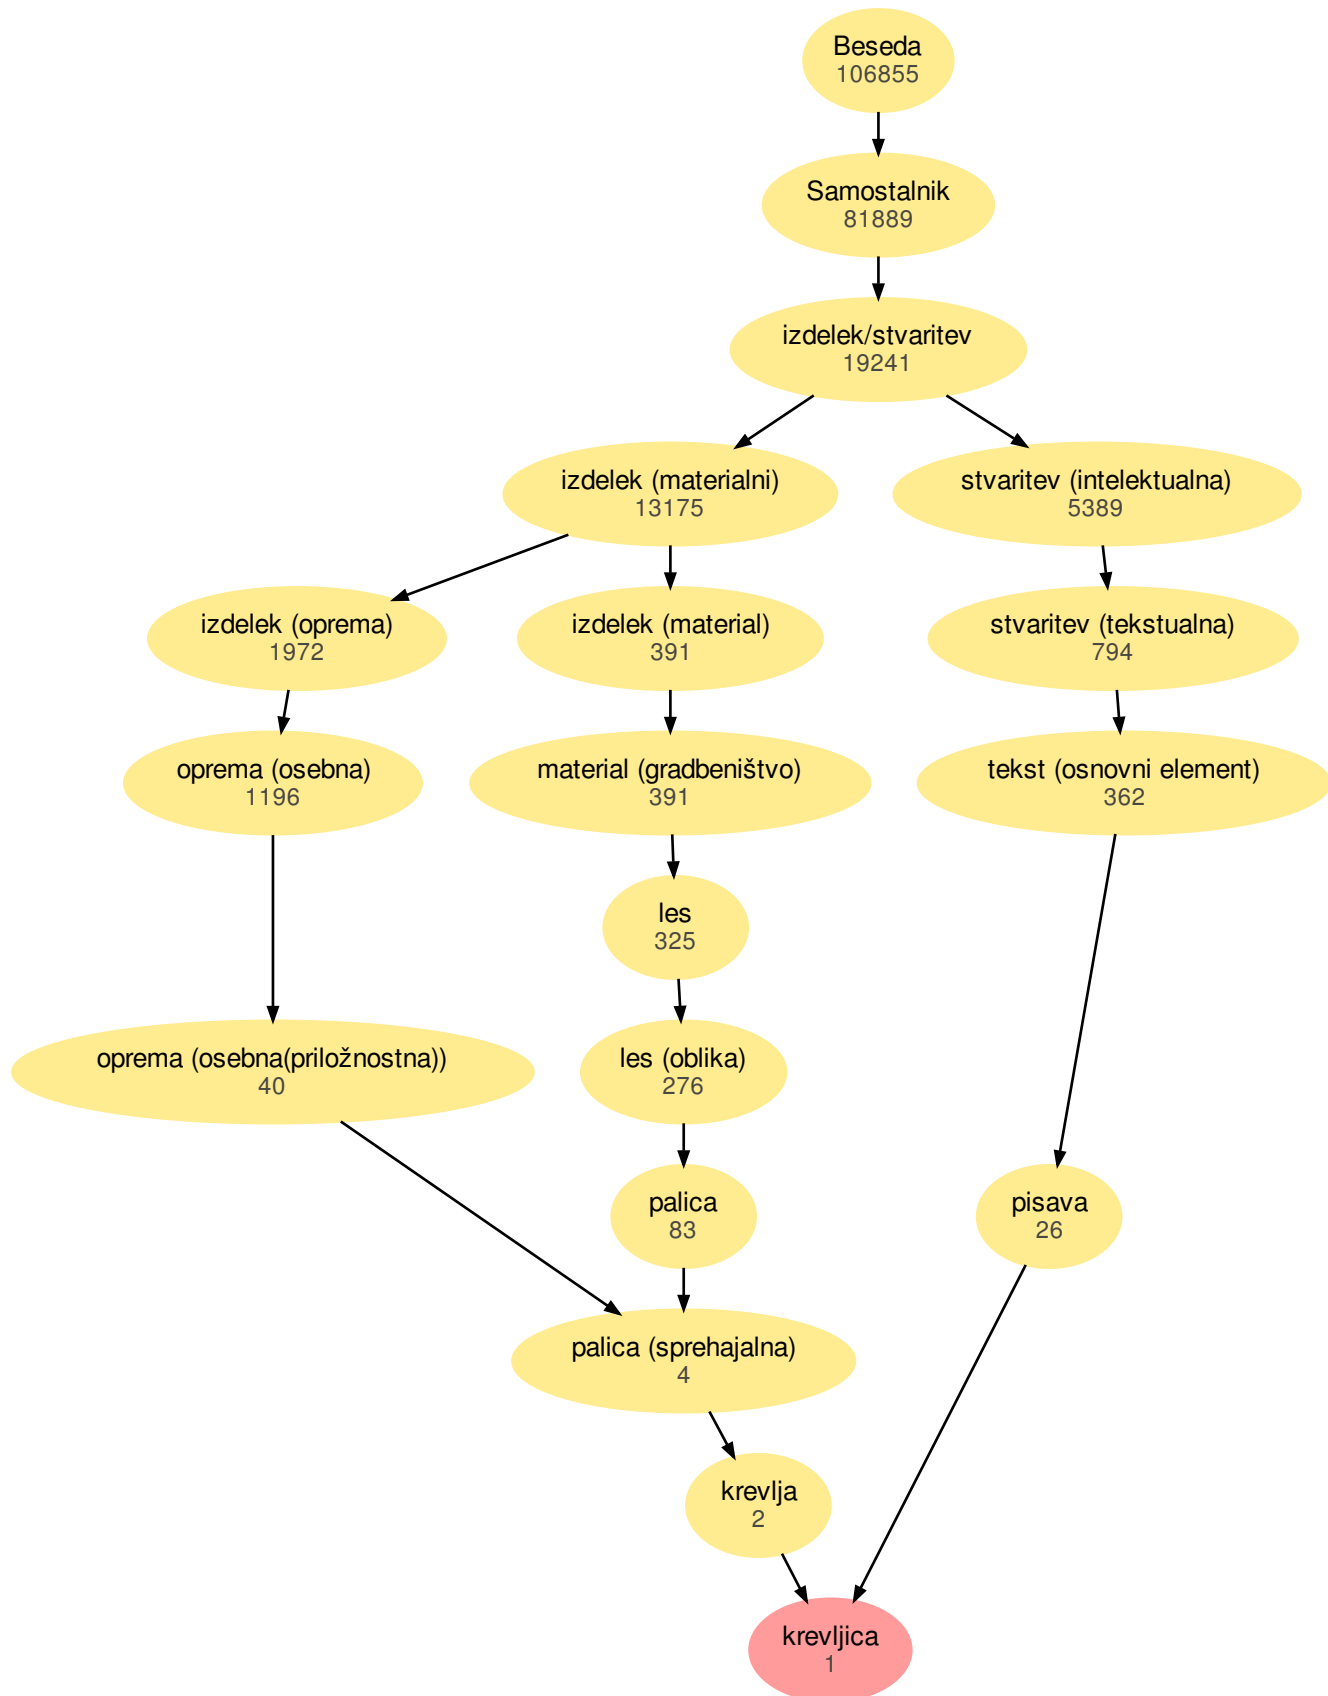 Beseda
106855
Samostalnik
81889
izdelek/stvaritev
19241
izdelek (materialni)
13175
stvaritev (intelektualna)
5389
izdelek (oprema)
1972
izdelek (material)
391
stvaritev (tekstualna)
794
oprema (osebna)
1196
material (gradbeništvo)
391
tekst (osnovni element)
362
les
325
oprema (osebna(priložnostna))
40
les (oblika)
276
palica
83
pisava
26
palica (sprehajalna)
4
krevlja
2
krevljica
1